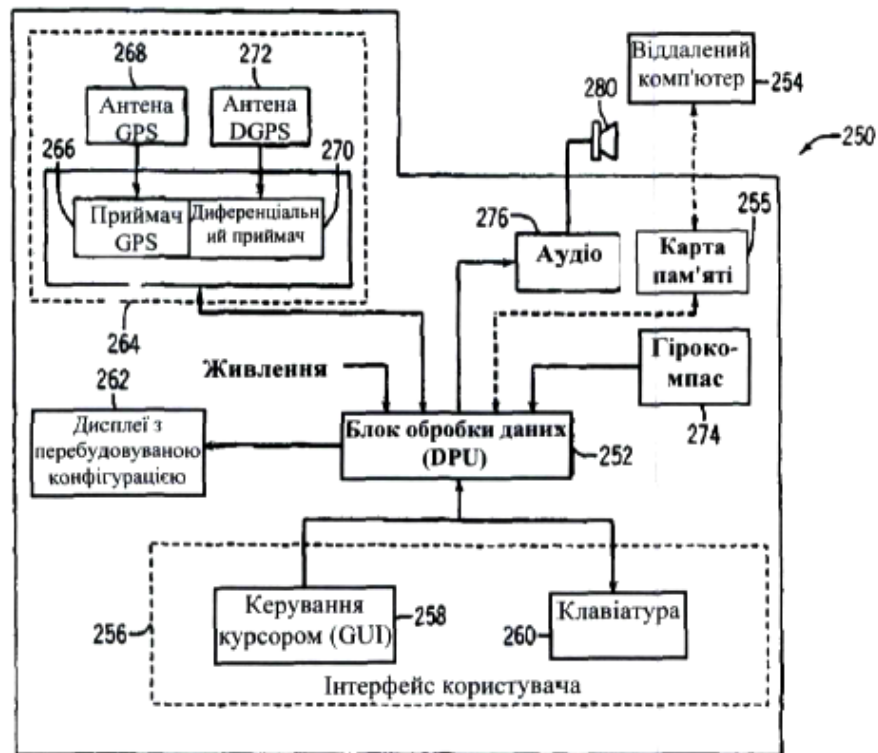 268
272
Антена
GPS
Антена
DGPS
266
270
Приймач
GPS
Диференціальн
ий приймач
264
280
Віддалений
комп'ютер
254
250
276
Аудіо
255
Карта
пам'яті
Гіроко-
мпас
274
Живлення
262
Дисплеї з
перебудовуваною
конфігурацією
Блок обробки даних
(DPU)
252
256
Керування
курсором (GUI)
258
260
Клавіатура
Інтерфейс користувача